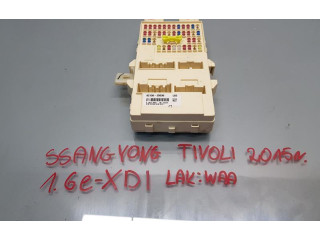 SSANGYONG TIVOLI 2015r.
1.6e-XDI LAK:WAA